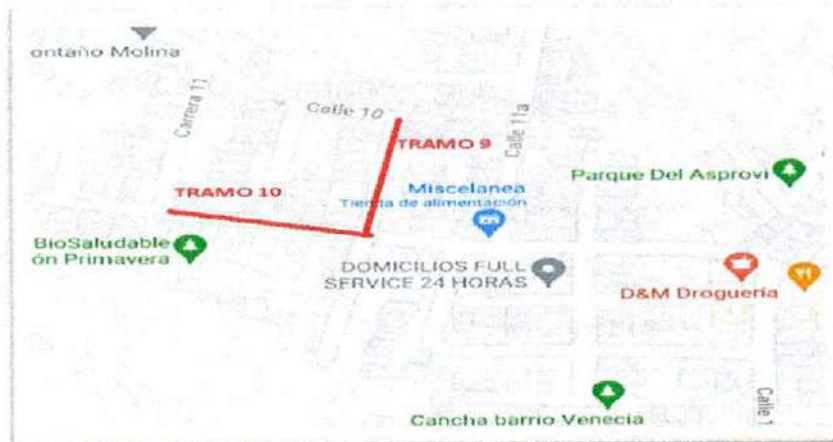 ontaño Molina
Carrera 11
Calle 10
Calle 11a
TRAMO 9
TRAMO 10
Miscelanea
Tienda de alimentación
Parque Del Asprovi
BioSaludable
ón Primavera
DOMICILIOS FULL
SERVICE 24 HORAS
D&M Droguería
Cancha barrio Venecia
Calle 1